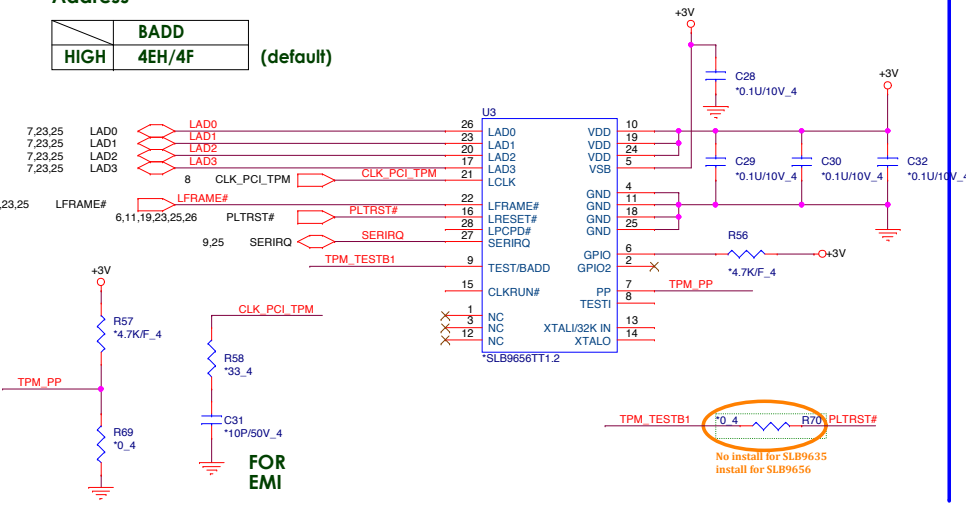 Address
BADD
HIGH 4EH/4F (default)
+3V
C28
*0.1U/10V_4
+3V
U3
7,23,25 LAD0 LAD0 26 LAD0 VDD 10
7,23,25 LAD1 LAD1 23 LAD1 VDD 19
7,23,25 LAD2 LAD2 20 LAD2 VDD 24
7,23,25 LAD3 LAD3 17 LAD3 VSB 5
8 CLK_PCI_TPM CLK_PCI_TPM 21 LCLK
C29 C30 C32
*0.1U/10V_4 *0.1U/10V_4 *0.1U/10V_4
GND 4
,23,25 LFRAME# LFRAME# 22 LFRAME# GND 11
6,11,19,23,25,26 PLTRST# PLTRST# 16 LRESET# GND 18
28 LPCPD# GND 25
9,25 SERIRQ SERIRQ 27 SERIRQ
GPIO 6 R56 +3V
*4.7K/F_4
TPM_TESTB1 9 TEST/BADD GPIO2 2
15 CLKRUN# PP 7 TPM_PP
TESTI 8
1 NC
3 NC XTALI/32K IN 13
12 NC XTALO 14
*SLB9656TT1.2
+3V
R57
*4.7K/F_4
TPM_PP
R69
*0_4
CLK_PCI_TPM
R58
*33_4
C31
*10P/50V_4
FOR
EMI
TPM_TESTB1 *0_4 R70 PLTRST#
No install for SLB9635
install for SLB9656